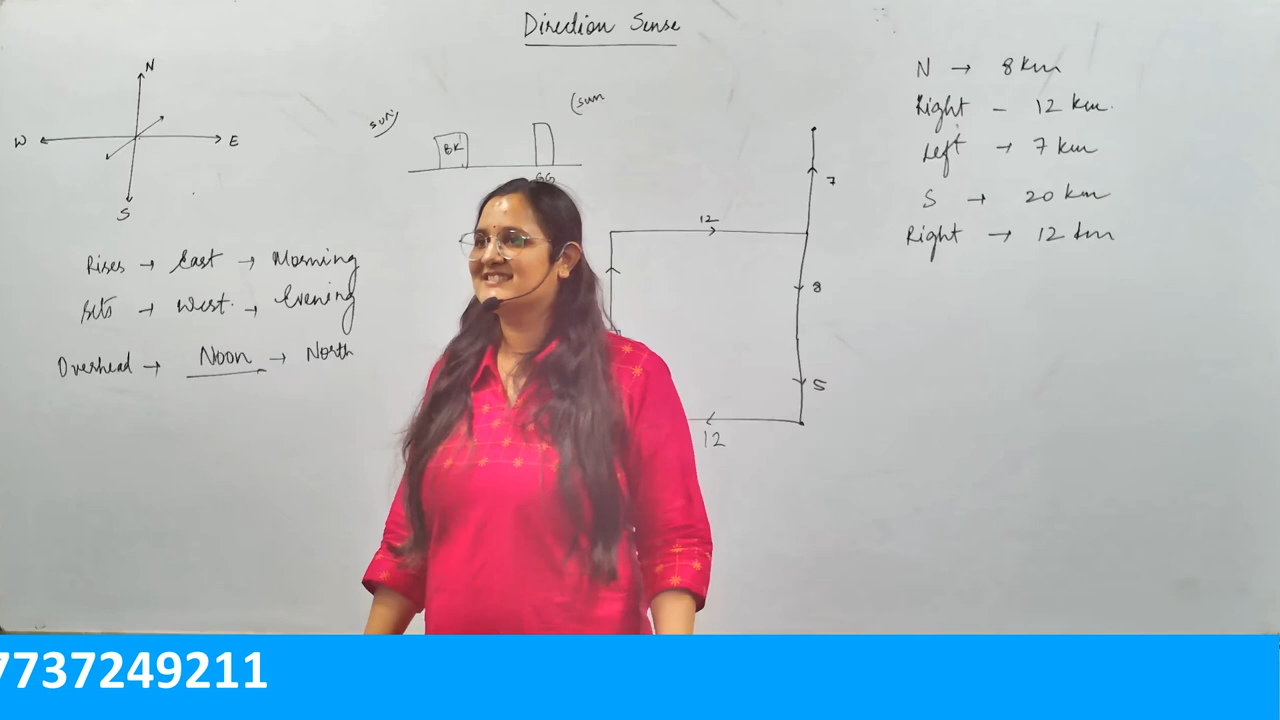 Direction Sense
N
W
E
S
sun
BK
(sun
GG
Rises → East → Morning
Sets → West. → Evening
Overhead → Noon → North
12
7
8
5
12
N → 8 km
Right - 12 km.
Left → 7 km
S → 20 km
Right → 12 km
7737249211